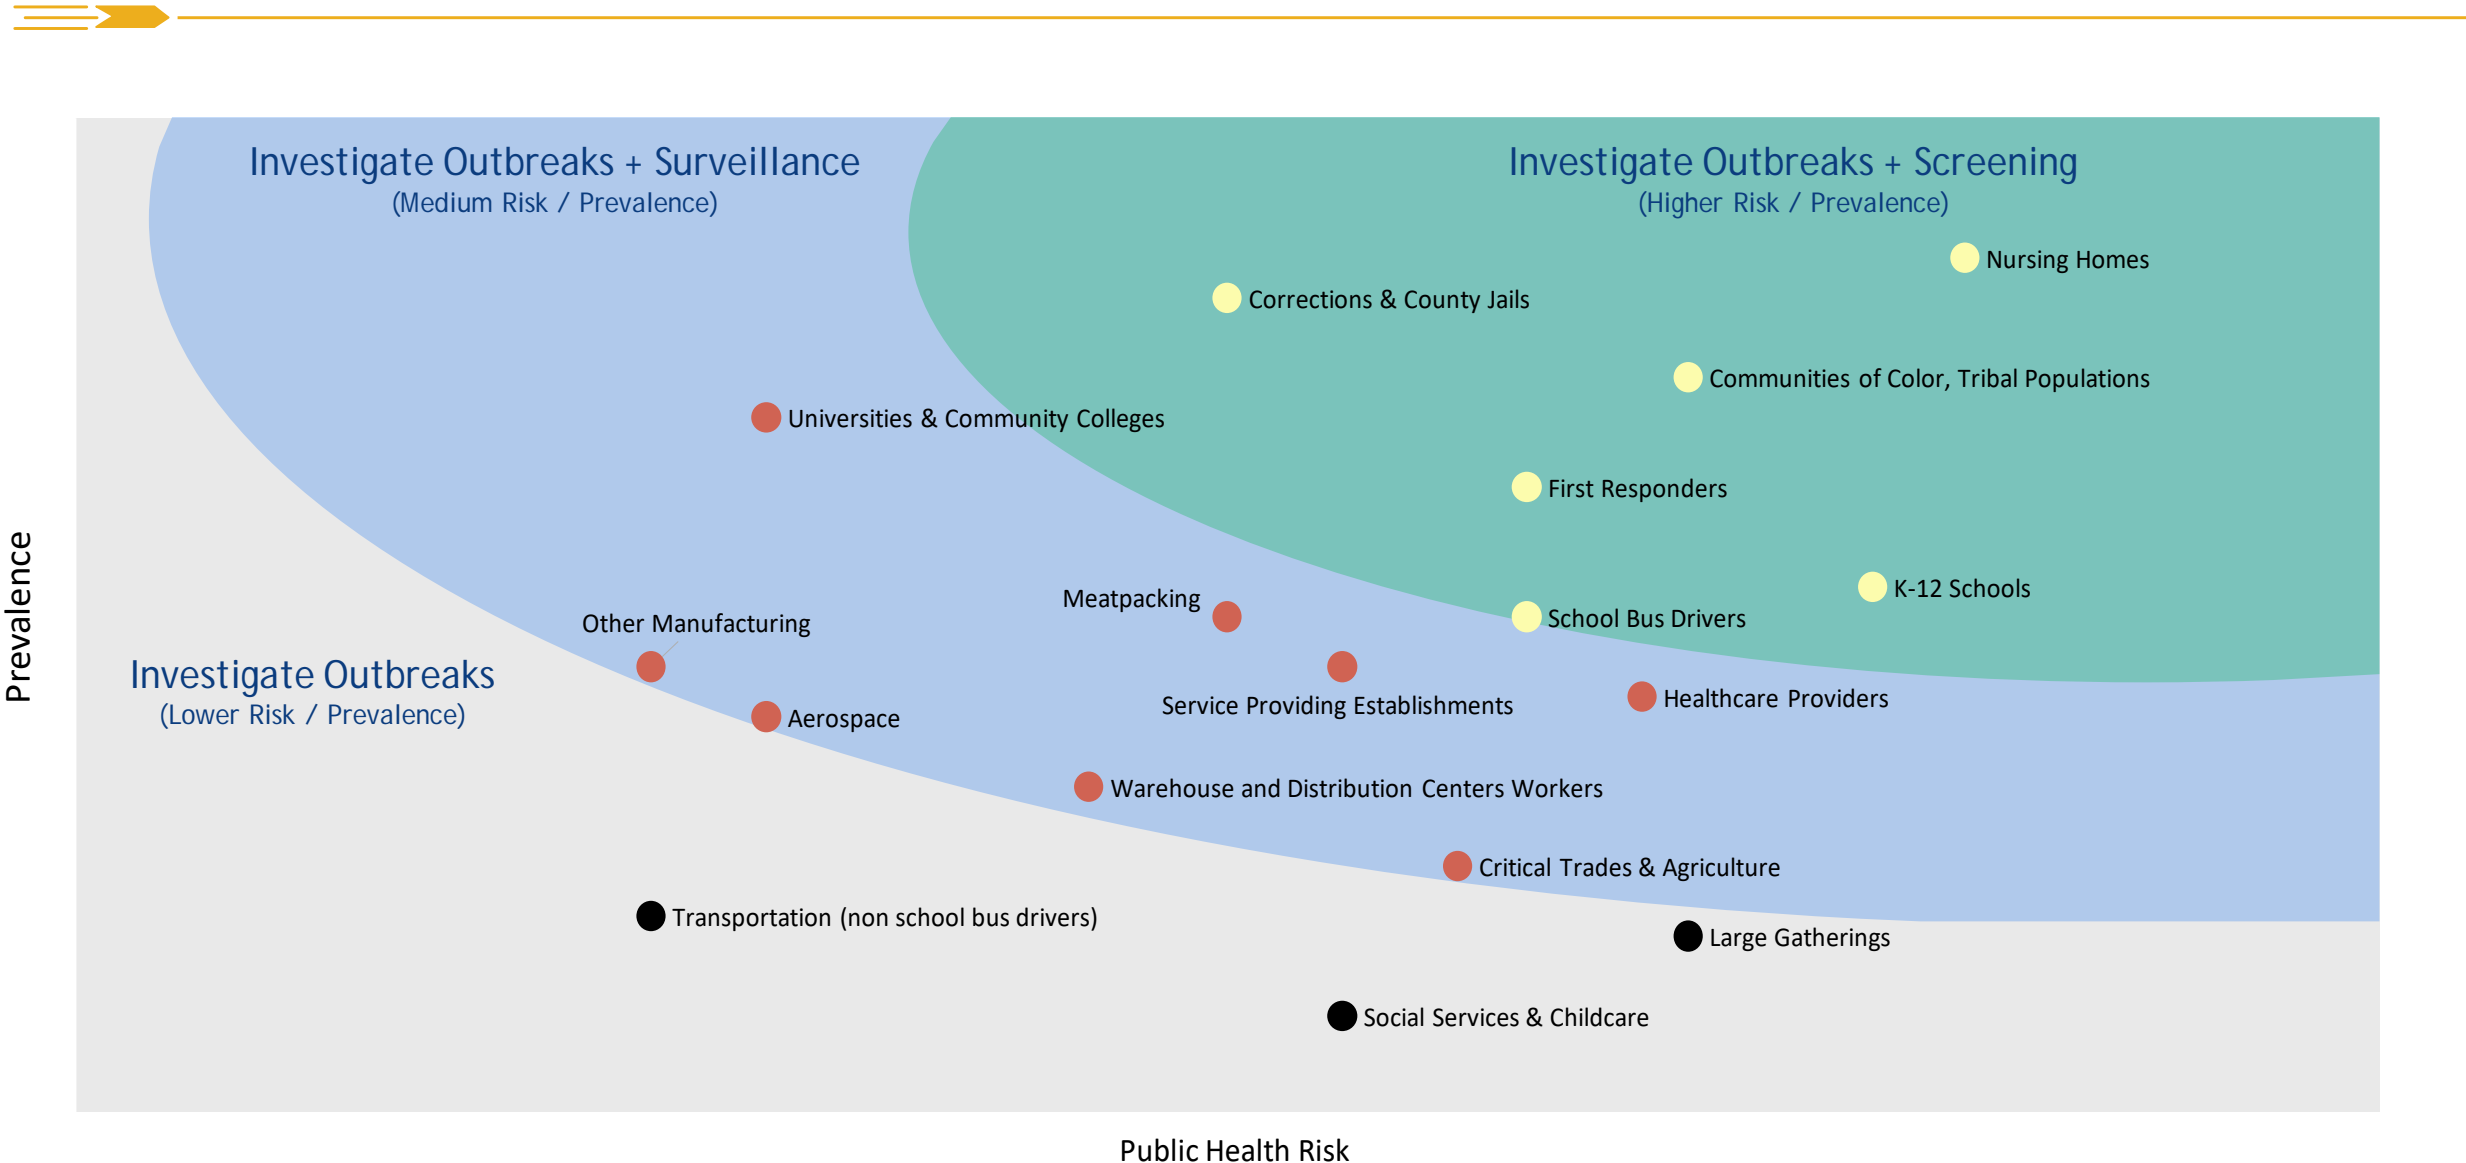 Investigate Outbreaks + Surveillance
(Medium Risk / Prevalence)
Investigate Outbreaks + Screening
(Higher Risk / Prevalence)
Nursing Homes
Corrections & County Jails
Communities of Color, Tribal Populations
Universities & Community Colleges
First Responders
K-12 Schools
Meatpacking
School Bus Drivers
Other Manufacturing
Prevalence
Investigate Outbreaks
(Lower Risk / Prevalence)
Service Providing Establishments
Healthcare Providers
Aerospace
Warehouse and Distribution Centers Workers
Critical Trades & Agriculture
Transportation (non school bus drivers)
Large Gatherings
Social Services & Childcare
Public Health Risk